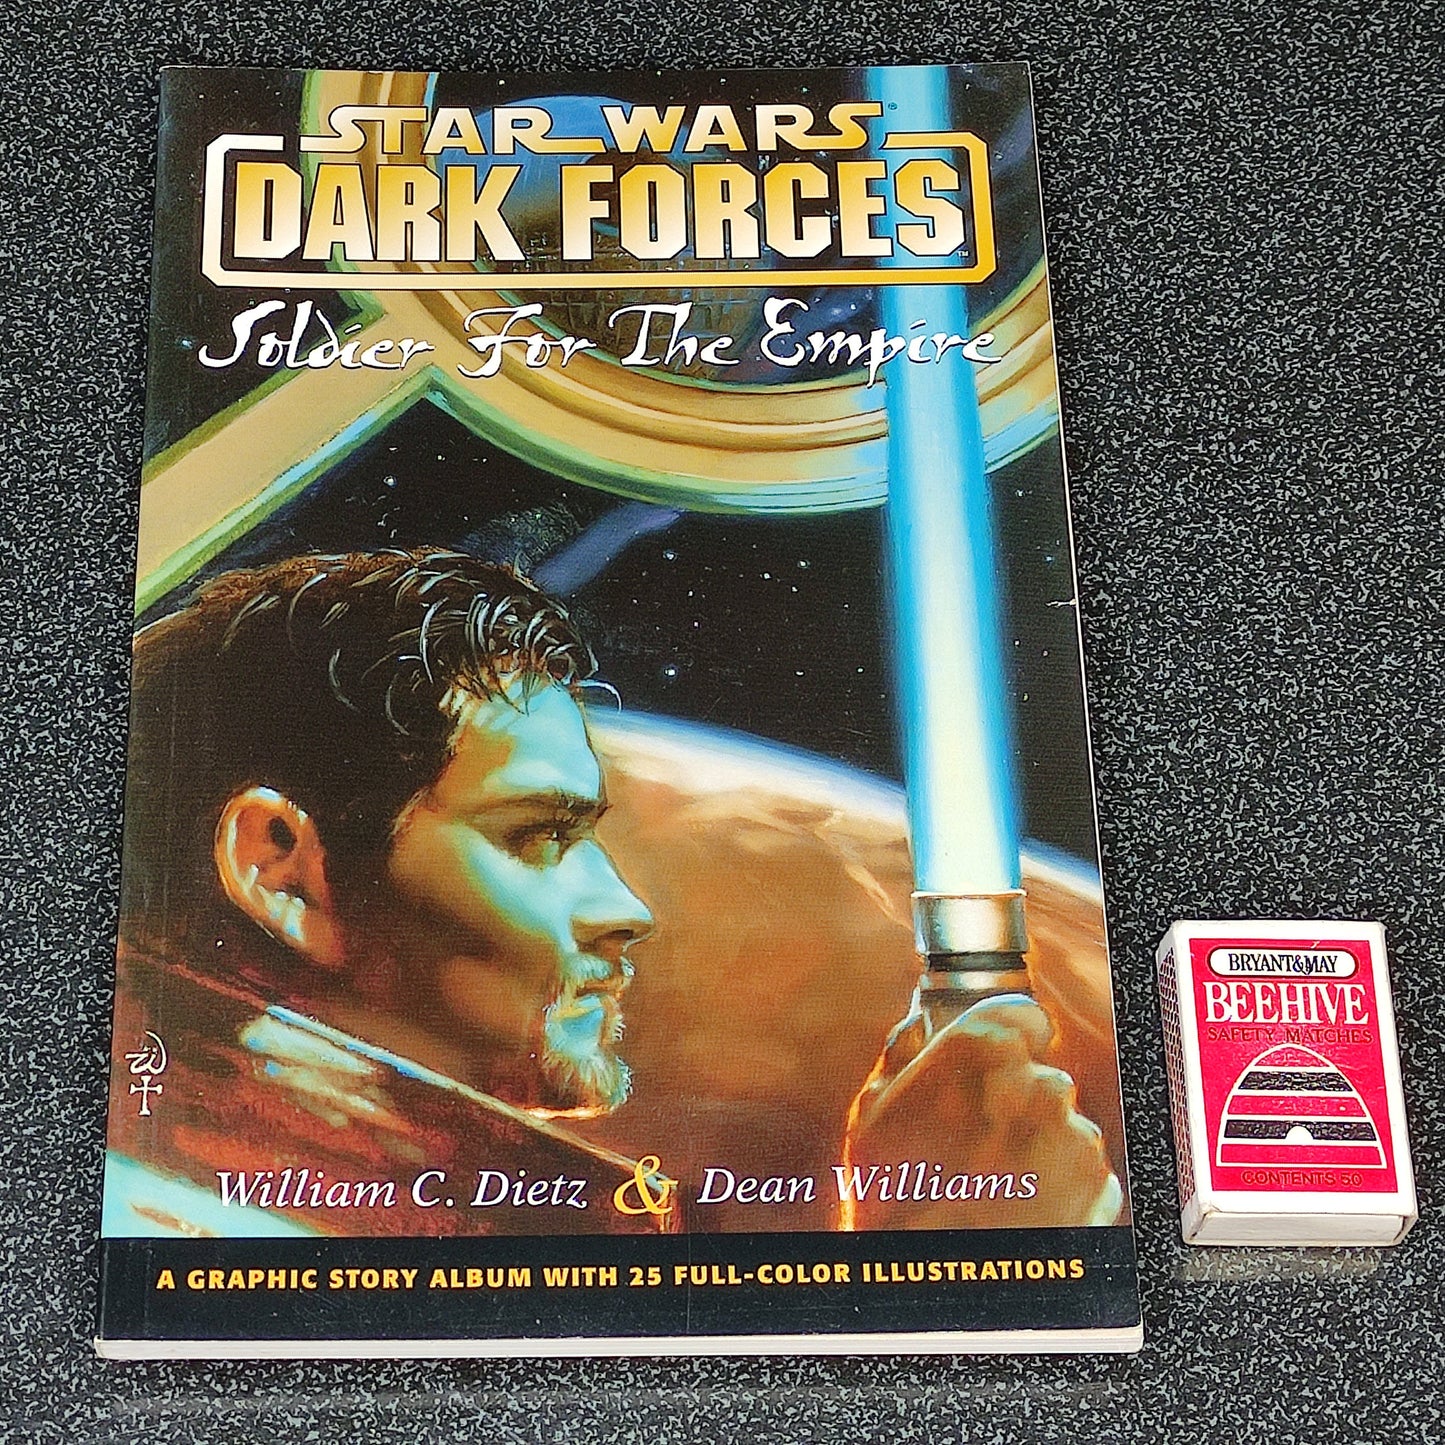 STAR WARS®
DARK FORCES™
Soldier For The Empire
William C. Dietz & Dean Williams
A GRAPHIC STORY ALBUM WITH 25 FULL-COLOR ILLUSTRATIONS
BRYANT&MAY
BEEHIVE
SAFETY MATCHES
CONTENTS 50